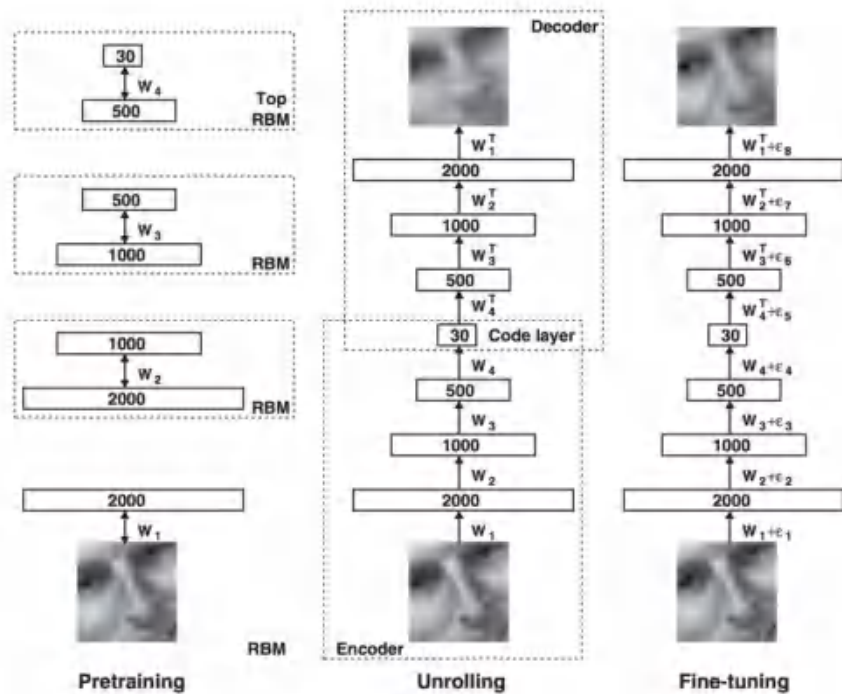 30
W₄
500
Top
RBM
500
W₃
1000
RBM
1000
W₂
2000
RBM
2000
W₁
RBM
Pretraining
Decoder
W₁ᵀ
2000
W₂ᵀ
1000
W₃ᵀ
500
W₄ᵀ
30
Code layer
W₄
500
W₃
1000
W₂
2000
W₁
Encoder
Unrolling
W₁ᵀ+ε₈
2000
W₂ᵀ+ε₇
1000
W₃ᵀ+ε₆
500
W₄ᵀ+ε₅
30
W₄+ε₄
500
W₃+ε₃
1000
W₂+ε₂
2000
W₁+ε₁
Fine-tuning